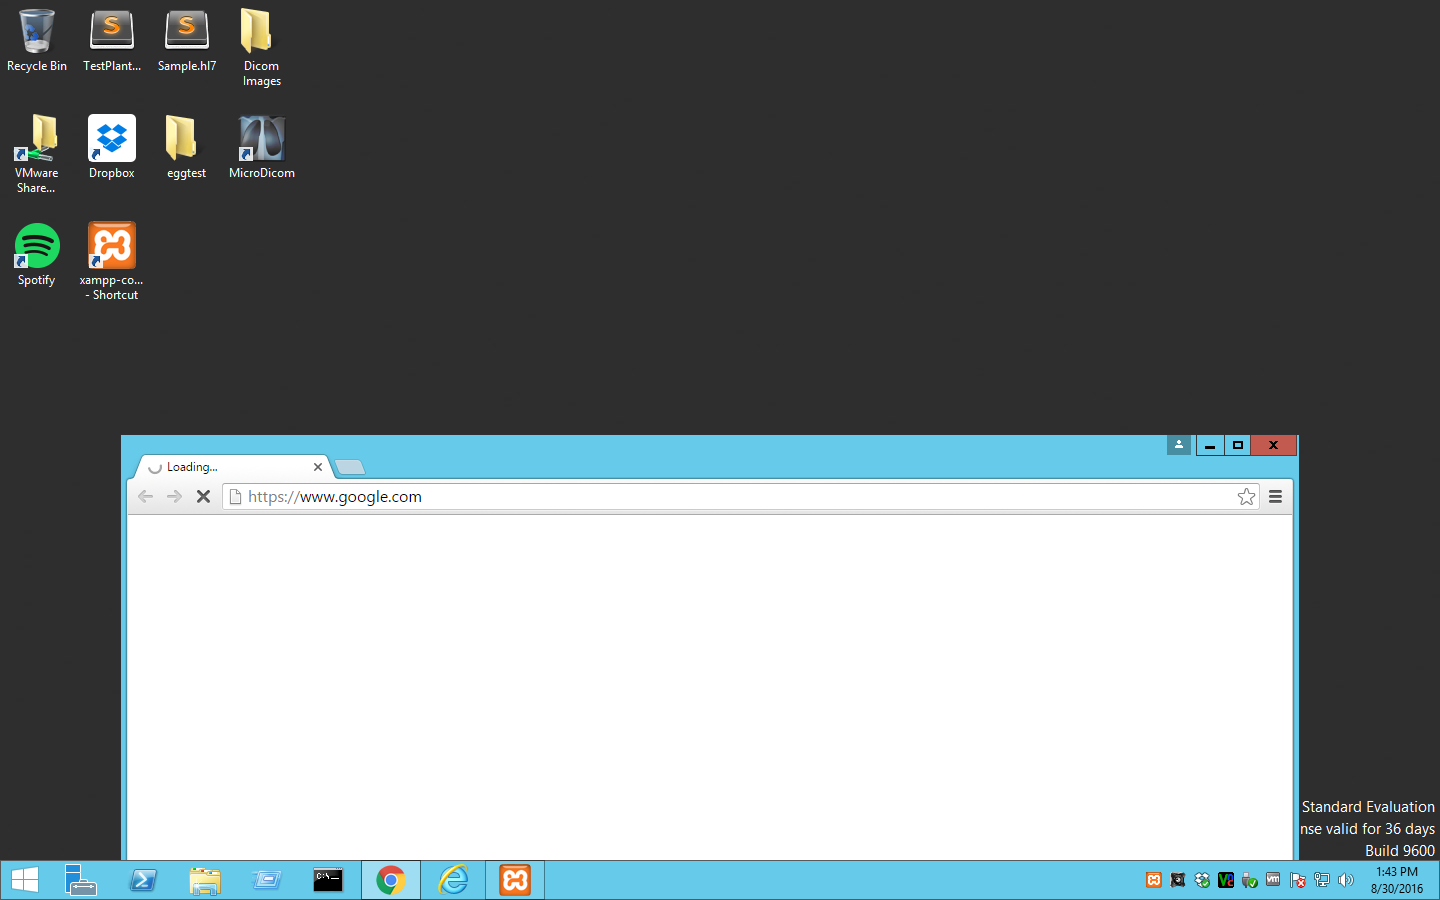 Recycle Bin
TestPlant...
Sample.hl7
Dicom
Images
VMware
Share...
Dropbox
eggtest
MicroDicom
Spotify
xampp-co...
- Shortcut
Loading...
https://www.google.com
Standard Evaluation
nse valid for 36 days
Build 9600
C:\._
vm
1:43 PM
8/30/2016